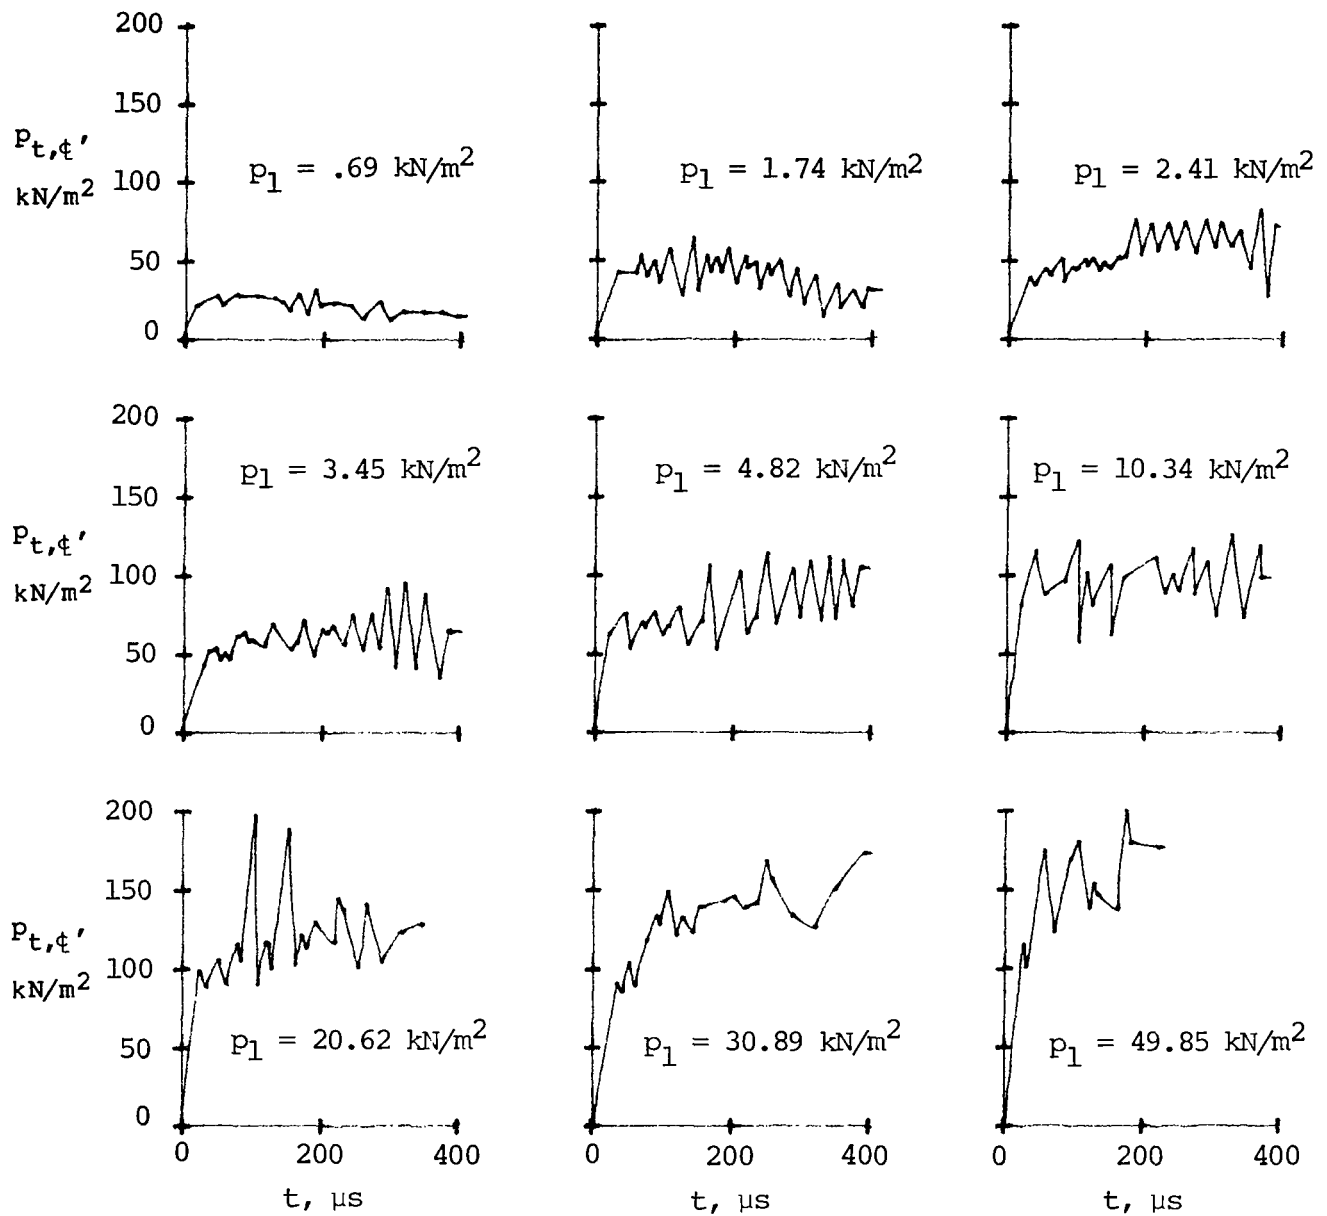 200
150
p_t,℄,
100
kN/m²
50
0
p₁ = .69 kN/m²
p₁ = 1.74 kN/m²
p₁ = 2.41 kN/m²
200
150
p_t,℄,
100
kN/m²
50
0
p₁ = 3.45 kN/m²
p₁ = 4.82 kN/m²
p₁ = 10.34 kN/m²
200
150
p_t,℄,
100
kN/m²
50
0
p₁ = 20.62 kN/m²
p₁ = 30.89 kN/m²
p₁ = 49.85 kN/m²
0 200 400
0 200 400
0 200 400
t, μs
t, μs
t, μs